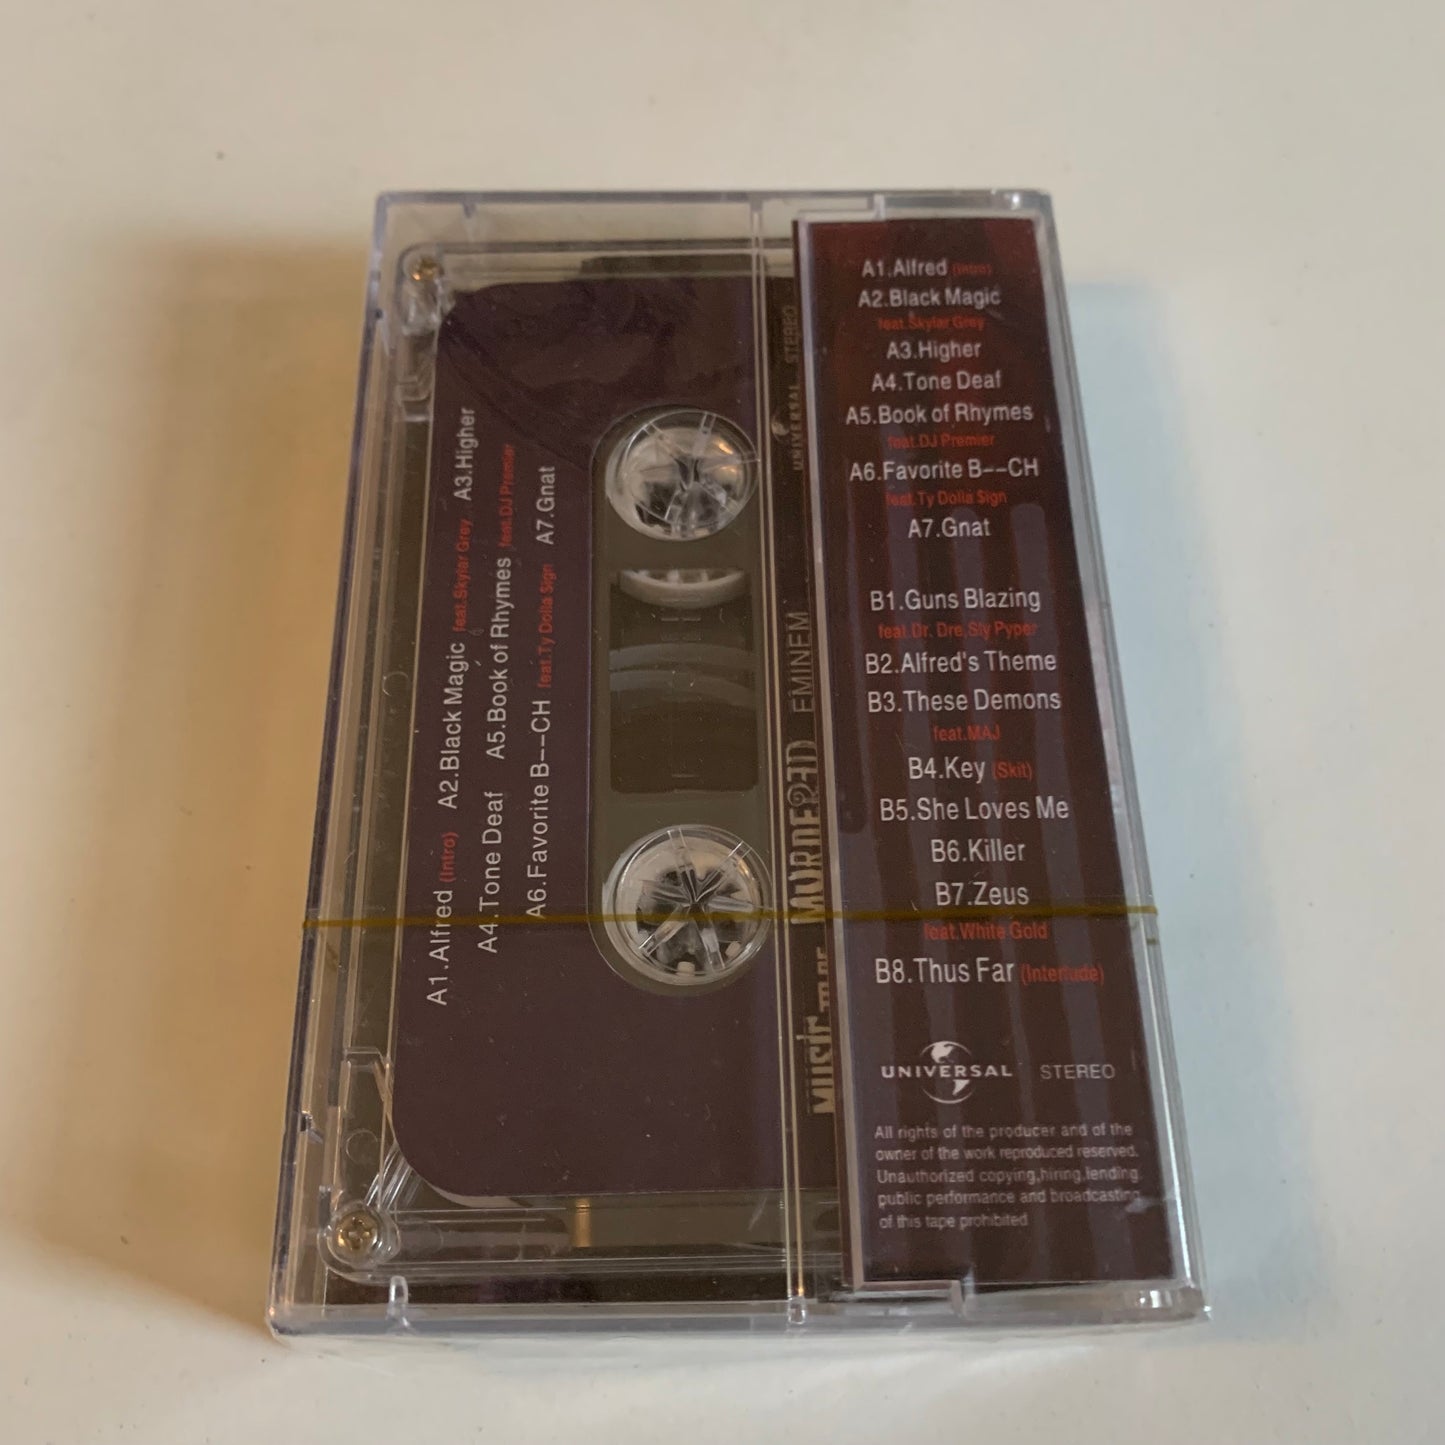 A1.Alfred (Intro) A2.Black Magic feat.Skylar Grey A3.Higher
A4.Tone Deaf A5.Book of Rhymes feat.DJ Premier
A6.Favorite B--CH feat.Ty Dolla $ign A7.Gnat
MUSIC TO BE MURDERED EMINEM UNIVERSAL STEREO
A1.Alfred (Intro)
A2.Black Magic
feat.Skylar Grey
A3.Higher
A4.Tone Deaf
A5.Book of Rhymes
feat.DJ Premier
A6.Favorite B--CH
feat.Ty Dolla $ign
A7.Gnat
B1.Guns Blazing
feat.Dr. Dre,Sly Pyper
B2.Alfred's Theme
B3.These Demons
feat.MAJ
B4.Key (Skit)
B5.She Loves Me
B6.Killer
B7.Zeus
feat.White Gold
B8.Thus Far (Interlude)
UNIVERSAL STEREO
All rights of the producer and of the
owner of the work reproduced reserved.
Unauthorized copying,hiring,lending.
public performance and broadcasting
of this tape prohibited